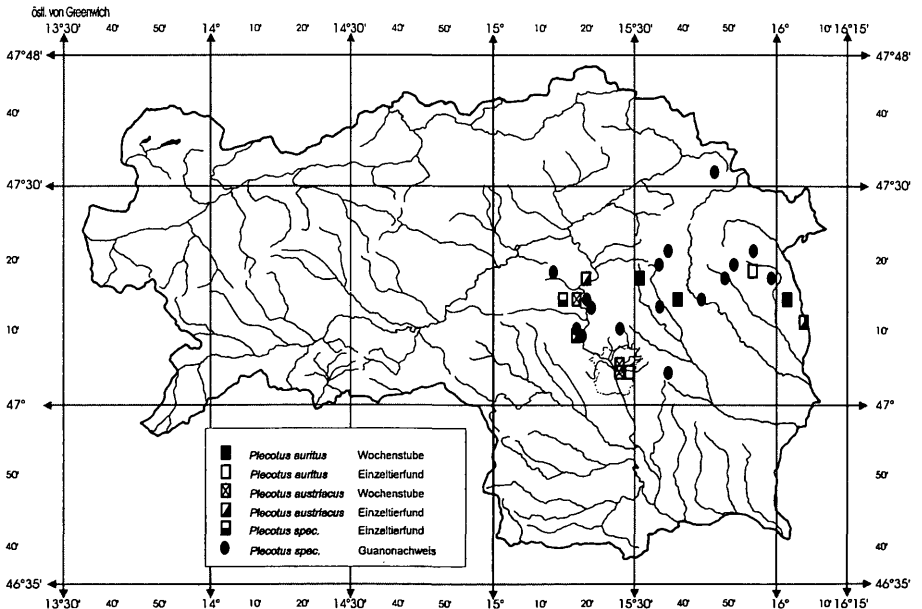 östl. von Greenwich
13°30' 40' 50' 14° 10' 20' 14°30' 40' 50' 15° 10' 20' 15°30' 40' 50' 16° 16°15'
47°48' 47°48'
40' 40'
47°30' 47°30'
20' 20'
10' 10'
47° 47°
Plecotus auritus Wochenstube
Plecotus auritus Einzeltierfund
Plecotus austriacus Wochenstube
Plecotus austriacus Einzeltierfund
Plecotus spec. Einzeltierfund
Plecotus spec. Guanonachweis
50' 50'
40' 40'
46°35' 46°35'
13°30' 40' 50' 14° 10' 20' 14°30' 40' 50' 15° 10' 20' 15°30' 40' 50' 16° 10' 16°15'